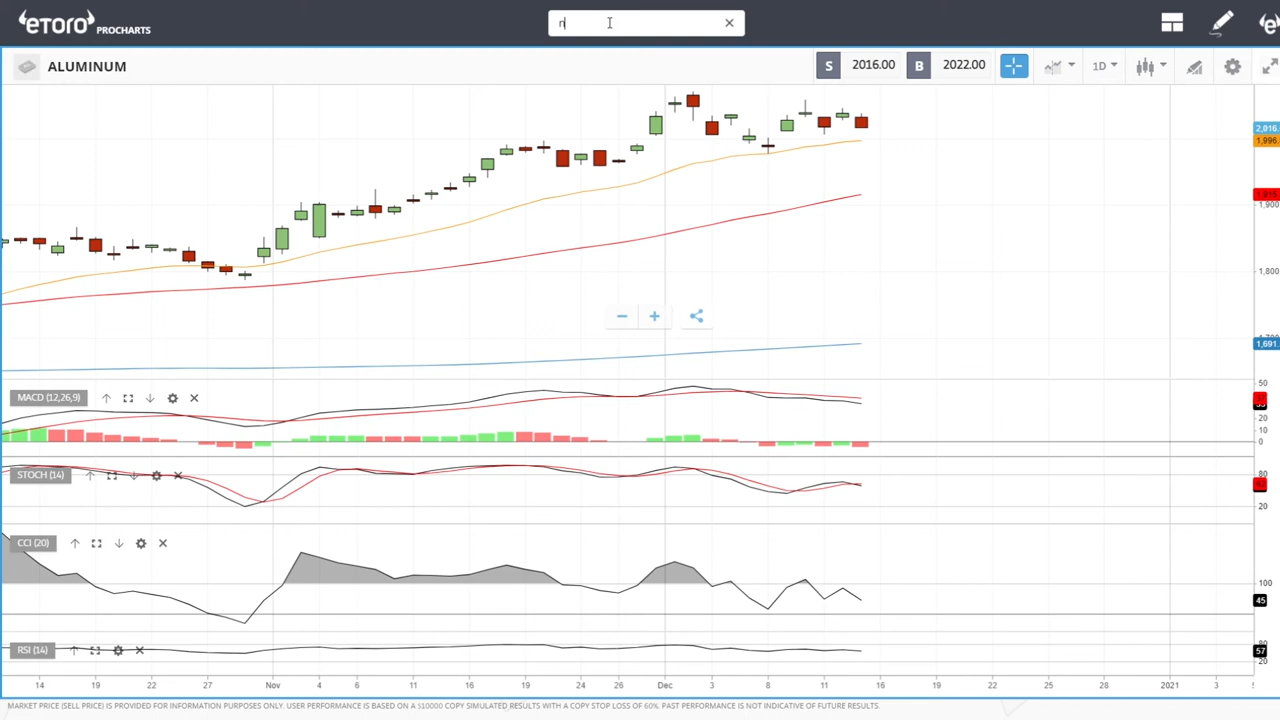 eTORO PROCHARTS
n
ALUMINUM
S 2016.00 B 2022.00
1D
2,016.
1,996.
1,900
1,800
1,691.
MACD (12,26,9)
50
20
10
0
STOCH (14)
80
20
CCI (20)
100
45
RSI (14)
80
57
20
14 19 22 27 Nov 4 6 11 14 19 24 26 Dec 3 8 11 16 19 22 25 28 2021 3
MARKET PRICE (SELL PRICE) IS PROVIDED FOR INFORMATION PURPOSES ONLY. USER PERFORMANCE IS BASED ON A $10000 COPY SIMULATED RESULTS WITH A COPY STOP LOSS OF 60%. PAST PERFORMANCE IS NOT INDICATIVE OF FUTURE RESULTS.